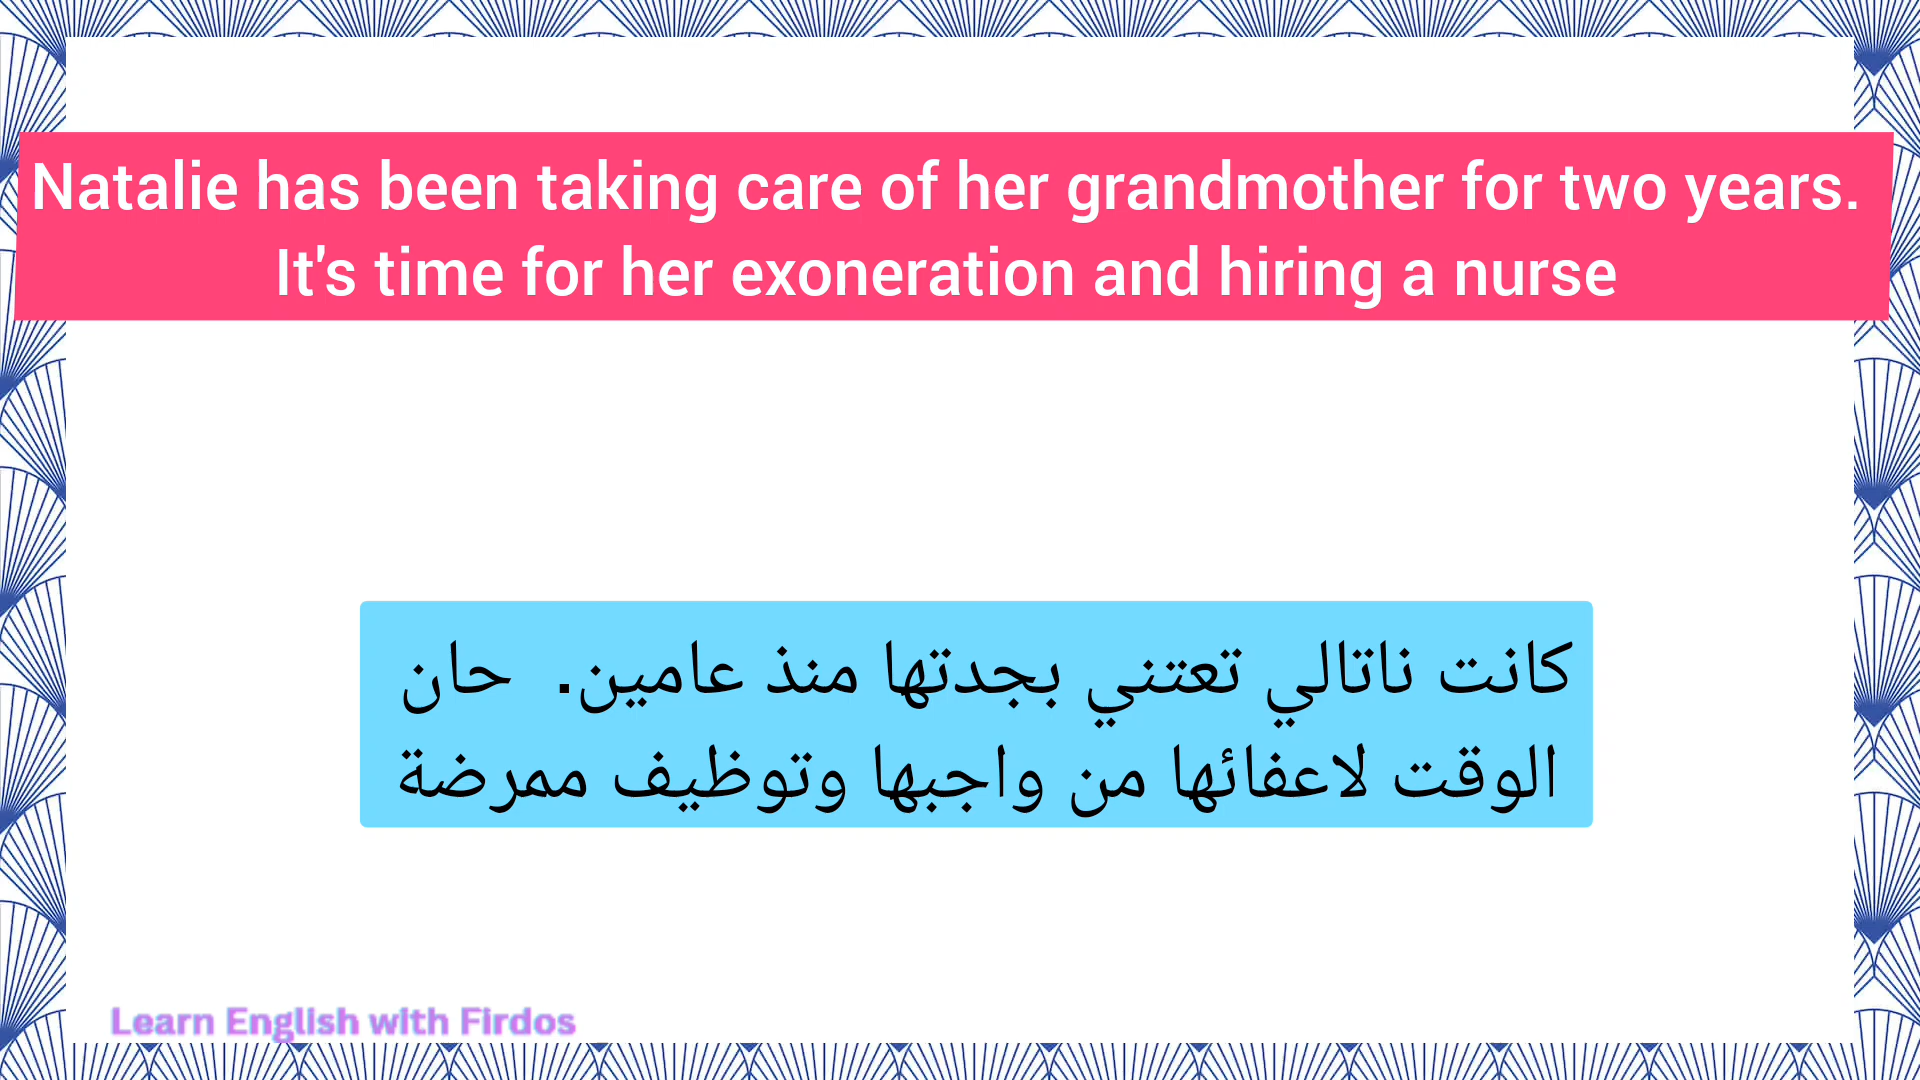 Natalie has been taking care of her grandmother for two years.
It's time for her exoneration and hiring a nurse
كانت ناتالي تعتني بجدتها منذ عامين. حان
الوقت لاعفائها من واجبها وتوظيف ممرضة
Learn English with Firdos